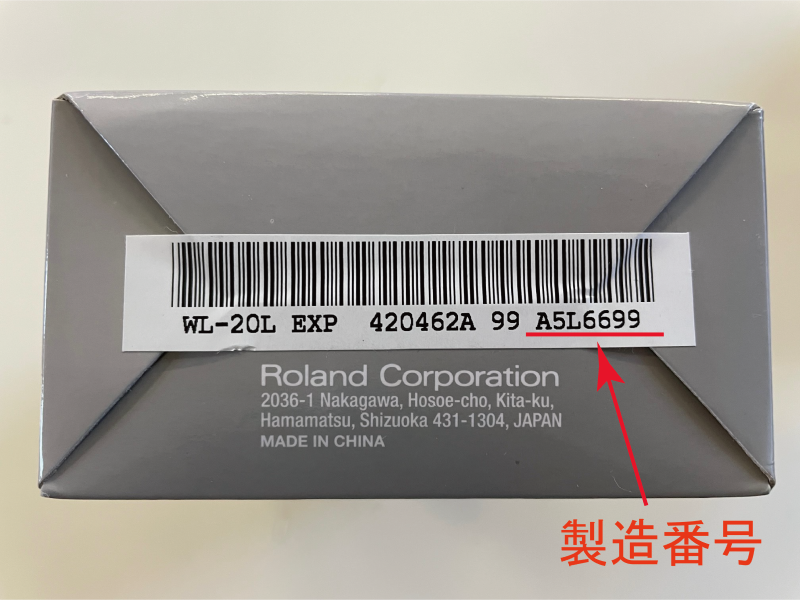 WL-20L EXP 420462A 99 A5L6699
Roland Corporation
2036-1 Nakagawa, Hosoe-cho, Kita-ku,
Hamamatsu, Shizuoka 431-1304, JAPAN
MADE IN CHINA
製造番号